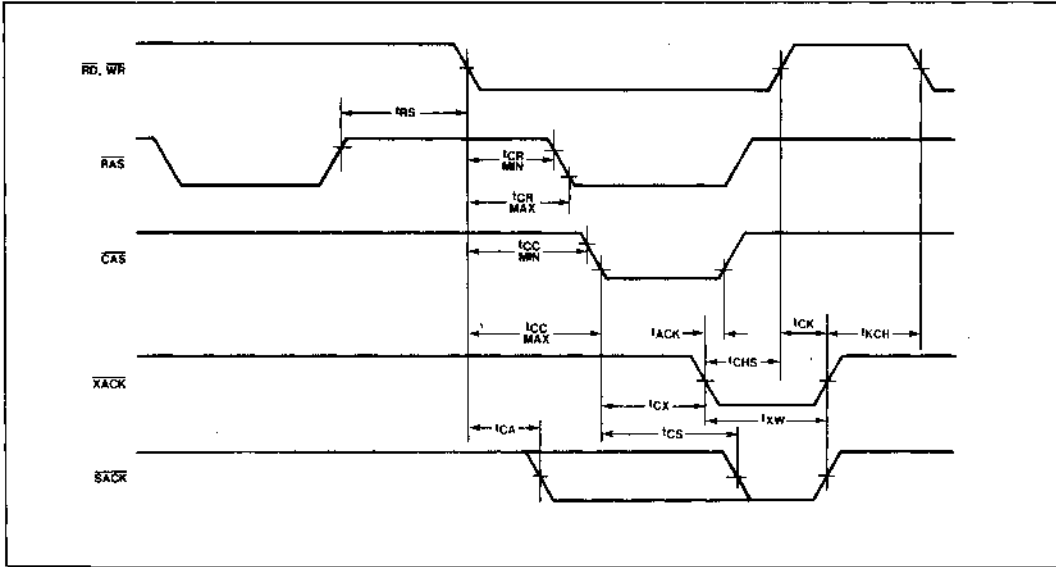 RD, WR
tRS
RAS
tCR
MIN
tCR
MAX
tCC
MIN
CAS
tCC
MAX
tACK
tCK
tKCH
tCHS
XACK
tCX
tXW
tCA
tCS
SACK